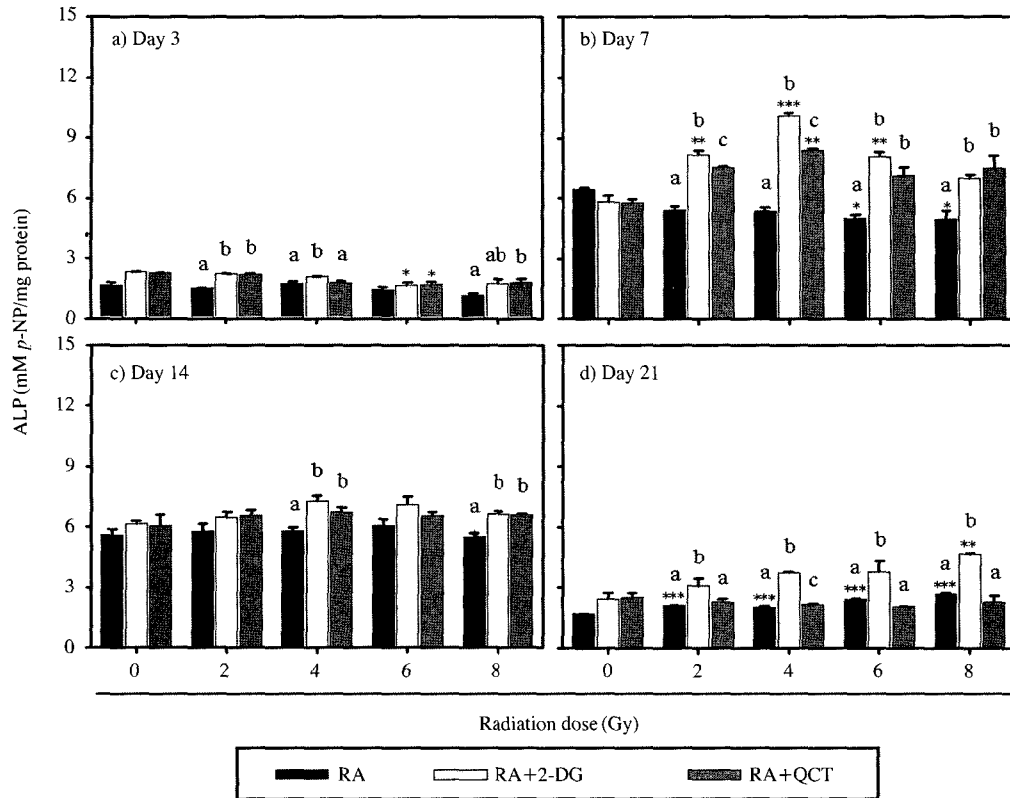 ALP (mM p-NP/mg protein)
15
12
9
6
3
0
a) Day 3
a b b
a b a
* *
a ab b
b) Day 7
a b ** c
a b *** c **
a * b ** b
a * b b
15
12
9
6
3
0
c) Day 14
a b b
a b b
d) Day 21
a *** b a
a *** b c
a *** b a
a *** b ** a
0 2 4 6 8
0 2 4 6 8
Radiation dose (Gy)
RA RA+2-DG RA+QCT